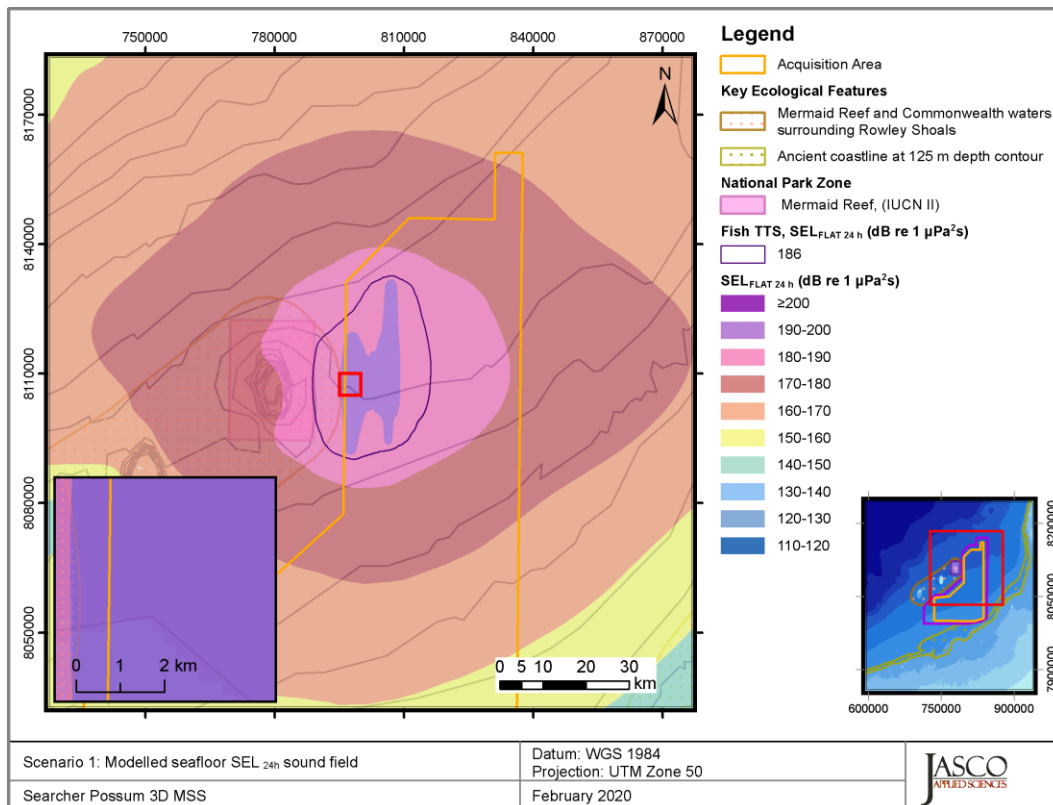 750000 780000 810000 840000 870000
8170000
8140000
8110000
8080000
8050000
N
0 1 2 km
0 5 10 20 30
km
Legend
Acquisition Area
Key Ecological Features
Mermaid Reef and Commonwealth waters
surrounding Rowley Shoals
Ancient coastline at 125 m depth contour
National Park Zone
Mermaid Reef, (IUCN II)
Fish TTS, SELFLAT 24 h (dB re 1 µPa²s)
186
SELFLAT 24 h (dB re 1 µPa²s)
≥200
190-200
180-190
170-180
160-170
150-160
140-150
130-140
120-130
110-120
8200000
8050000
7900000
600000 750000 900000
Scenario 1: Modelled seafloor SEL 24h sound field
Searcher Possum 3D MSS
Datum: WGS 1984
Projection: UTM Zone 50
February 2020
JASCO
APPLIED SCIENCES